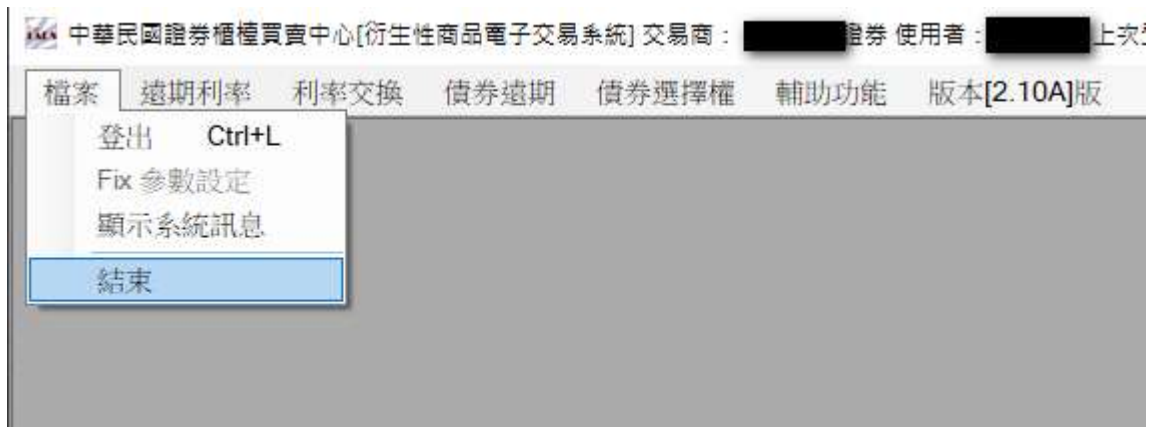 中華民國證券櫃檯買賣中心[衍生性商品電子交易系統] 交易商： 證券 使用者： 上次
檔案 遠期利率 利率交換 債券遠期 債券選擇權 輔助功能 版本[2.10A]版
登出 Ctrl+L
Fix 參數設定
顯示系統訊息
結束